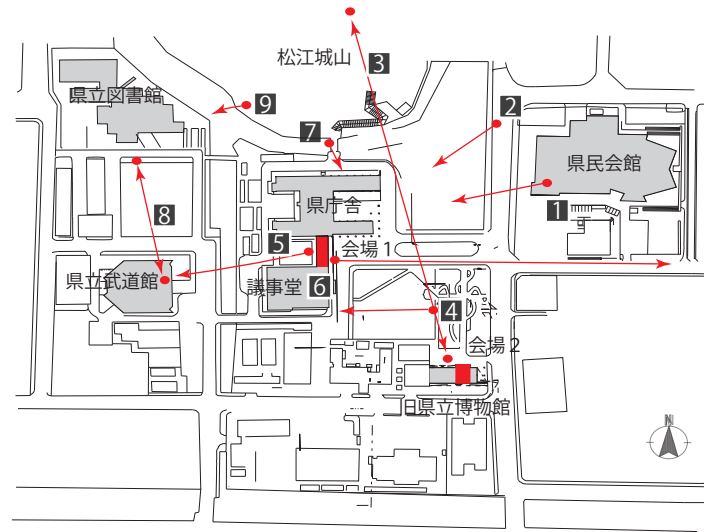 松江城山
3
県立図書館
9
2
7
県民会館
8
県庁舎
1
5
会場 1
県立武道館
議事堂
6
4
会場 2
旧県立博物館
N